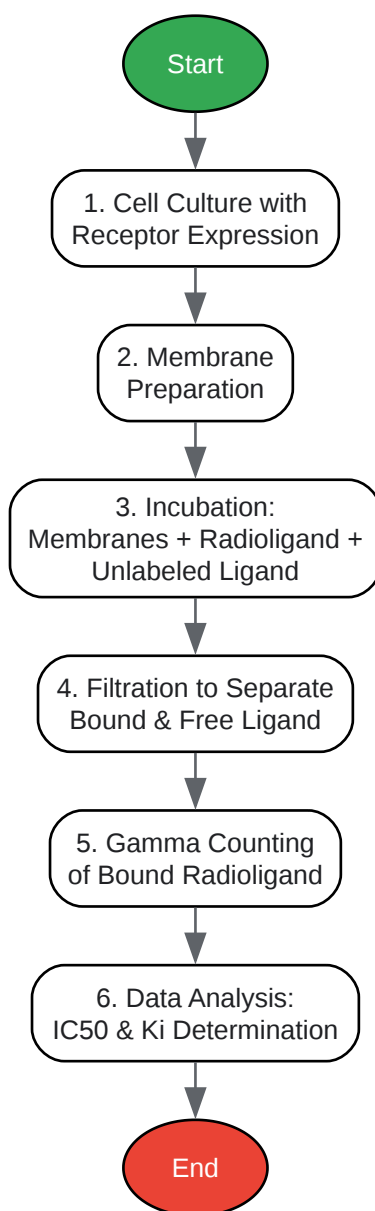 Start
1. Cell Culture with
Receptor Expression
2. Membrane
Preparation
3. Incubation:
Membranes + Radioligand +
Unlabeled Ligand
4. Filtration to Separate
Bound & Free Ligand
5. Gamma Counting
of Bound Radioligand
6. Data Analysis:
IC50 & Ki Determination
End